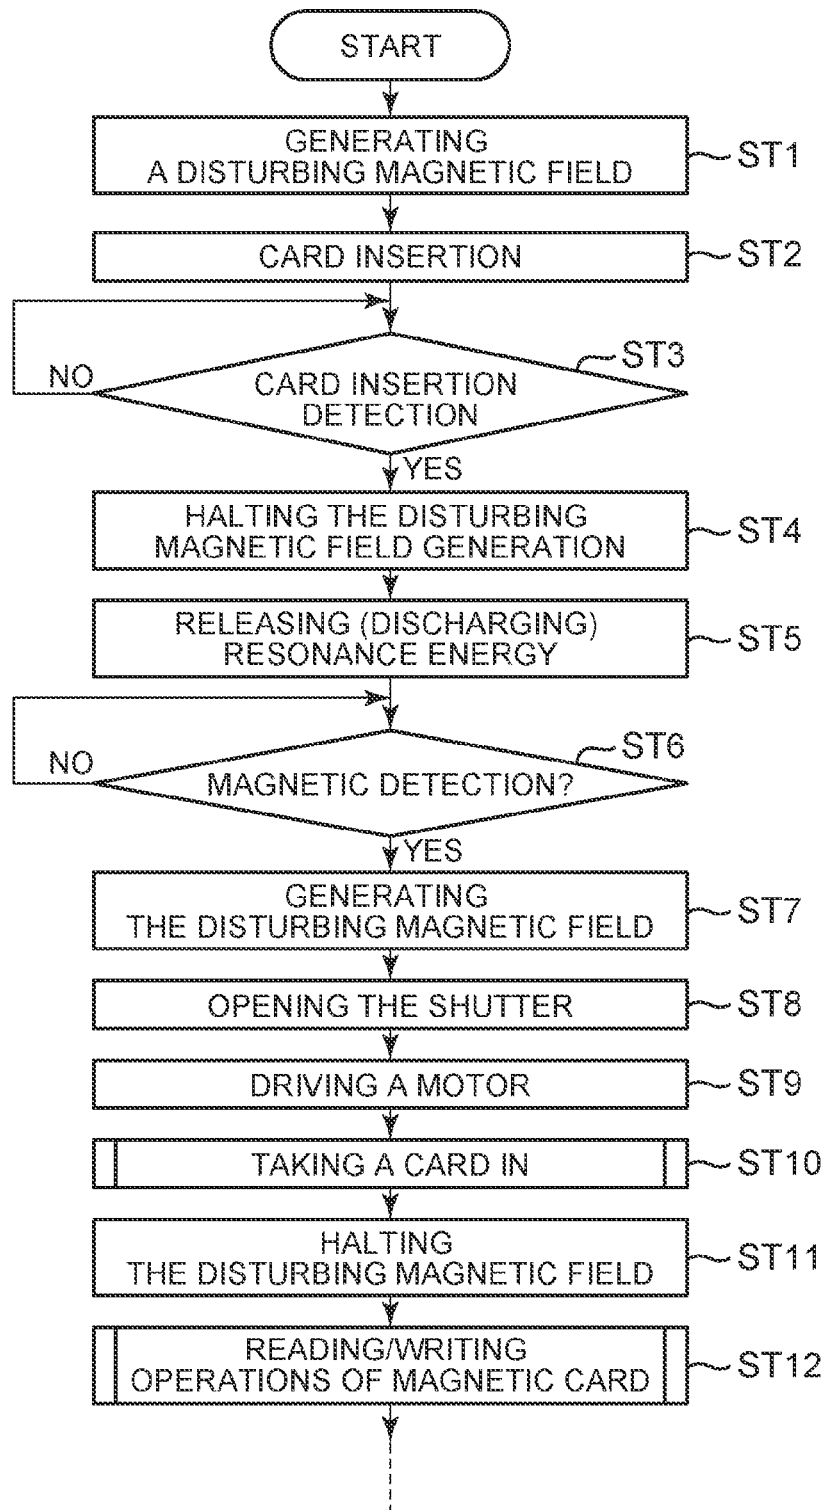 START
GENERATING
A DISTURBING MAGNETIC FIELD
ST1
CARD INSERTION
ST2
ST3
NO
CARD INSERTION
DETECTION
YES
HALTING THE DISTURBING
MAGNETIC FIELD GENERATION
ST4
RELEASING (DISCHARGING)
RESONANCE ENERGY
ST5
ST6
NO
MAGNETIC DETECTION?
YES
GENERATING
THE DISTURBING MAGNETIC FIELD
ST7
OPENING THE SHUTTER
ST8
DRIVING A MOTOR
ST9
TAKING A CARD IN
ST10
HALTING
THE DISTURBING MAGNETIC FIELD
ST11
READING/WRITING
OPERATIONS OF MAGNETIC CARD
ST12